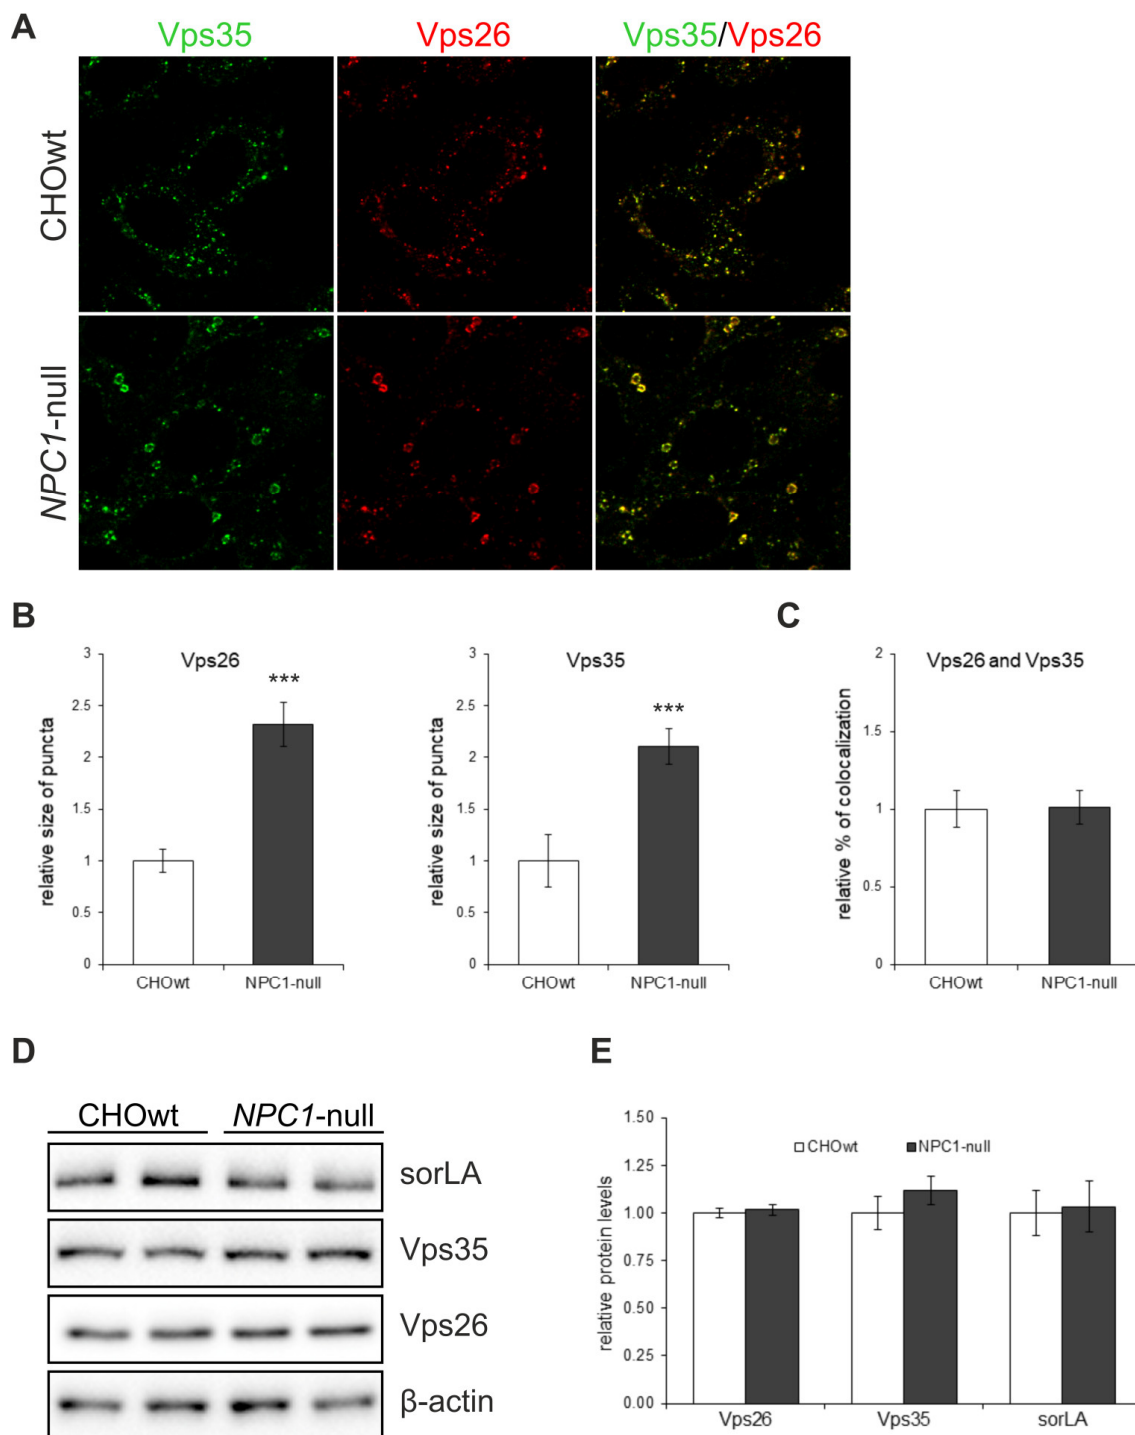 A
Vps35 Vps26 Vps35/Vps26
CHOwt
NPC1-null
B
Vps26
***
relative size of puncta
3
2.5
2
1.5
1
0.5
0
CHOwt NPC1-null
Vps35
***
relative size of puncta
3
2.5
2
1.5
1
0.5
0
CHOwt NPC1-null
C
Vps26 and Vps35
relative % of colocalization
2
1.5
1
0.5
0
CHOwt NPC1-null
D
CHOwt NPC1-null
sorLA
Vps35
Vps26
β-actin
E
CHOwt NPC1-null
relative protein levels
1.50
1.25
1.00
0.75
0.50
0.25
0.00
Vps26 Vps35 sorLA